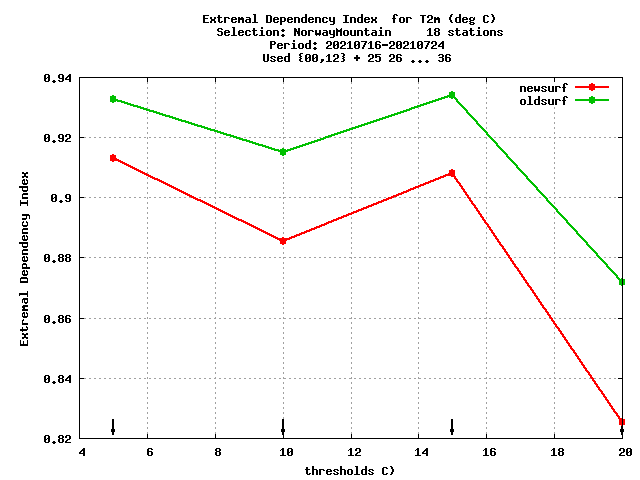 Extremal Dependency Index  for T2m (deg C)
Selection: NorwayMountain     18 stations
Period: 20210716-20210724
Used {00,12} + 25 26 ... 36
newsurf
oldsurf
Extremal Dependency Index
0.94
0.92
0.9
0.88
0.86
0.84
0.82
4 6 8 10 12 14 16 18 20
thresholds C)